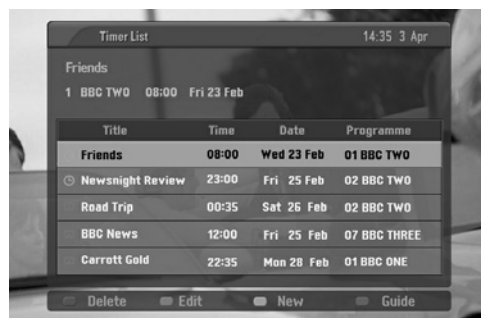 Timer List 14:35 3 Apr
Friends
1 BBC TWO 08:00 Fri 23 Feb
Title Time Date Programme
Friends 08:00 Wed 23 Feb 01 BBC TWO
Newsnight Review 23:00 Fri 25 Feb 02 BBC TWO
Road Trip 00:35 Sat 26 Feb 02 BBC TWO
BBC News 12:00 Fri 25 Feb 07 BBC THREE
Carrott Gold 22:35 Mon 28 Feb 01 BBC ONE
Delete Edit New Guide